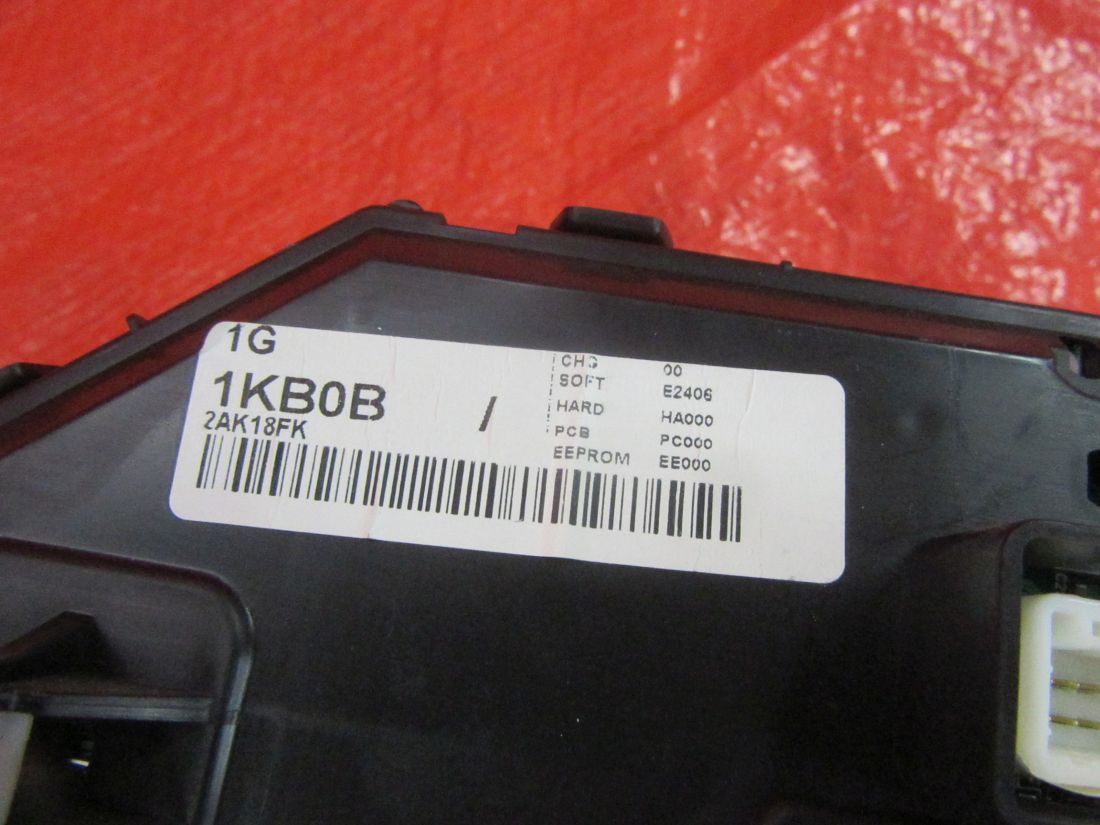 1G
1KB0B /
2AK18FK
CHG 00
SOFT E2406
HARD HA000
PCB PC000
EEPROM EE000